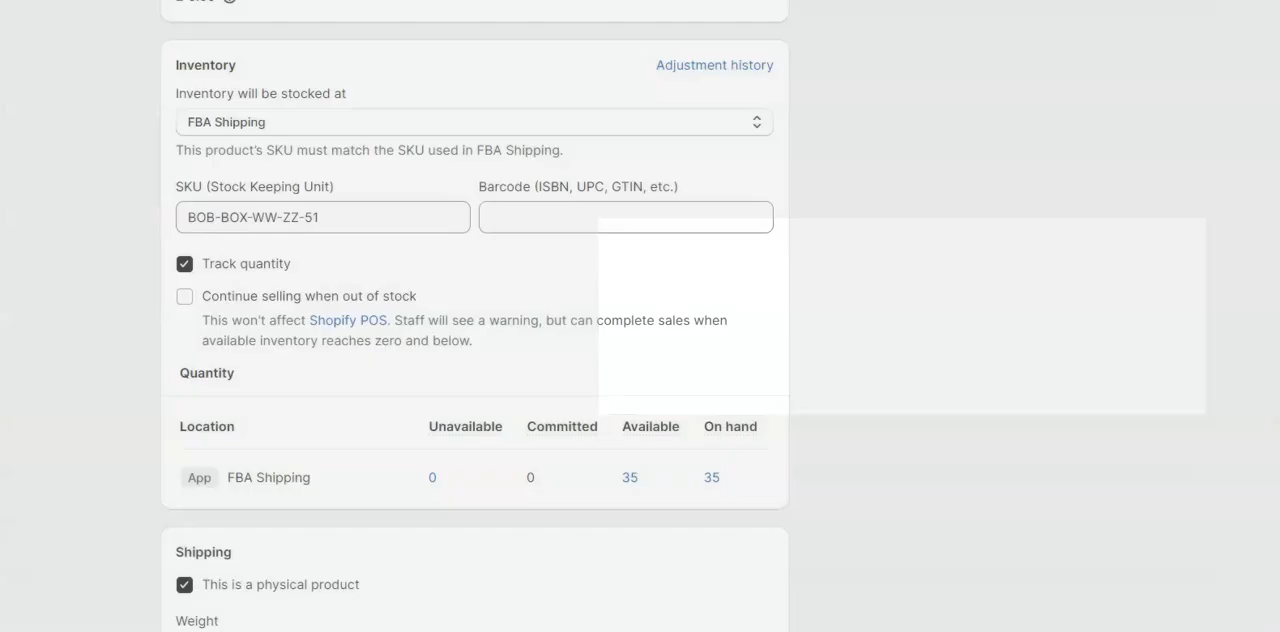 Inventory
Adjustment history
Inventory will be stocked at
FBA Shipping
This product's SKU must match the SKU used in FBA Shipping.
SKU (Stock Keeping Unit)
Barcode (ISBN, UPC, GTIN, etc.)
BOB-BOX-WW-ZZ-51
Track quantity
Continue selling when out of stock
This won't affect Shopify POS. Staff will see a warning, but can complete sales when
available inventory reaches zero and below.
Quantity
Location Unavailable Committed Available On hand
App FBA Shipping 0 0 35 35
Shipping
This is a physical product
Weight